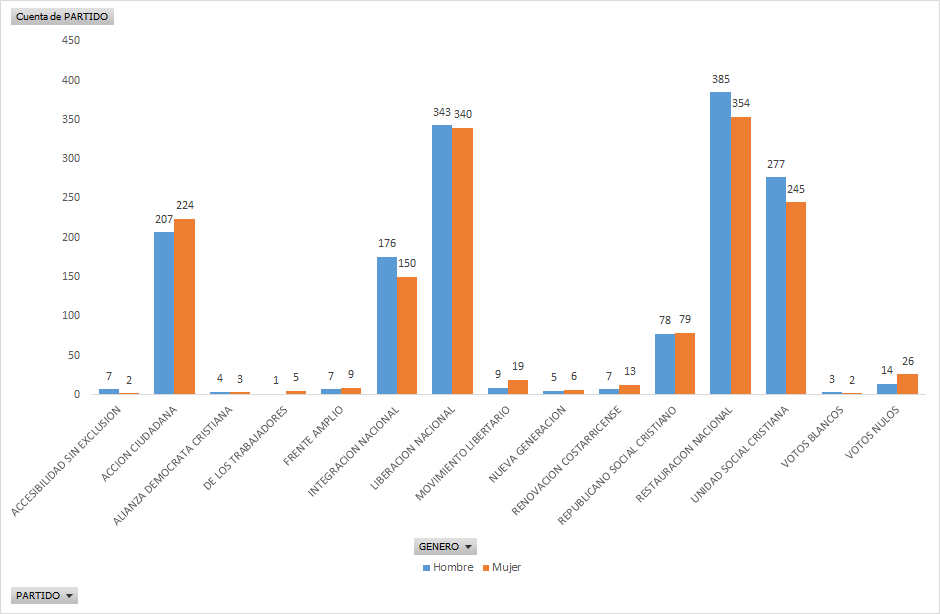 Cuenta de PARTIDO
450
400
350
300
250
200
150
100
50
0
7 2
207 224
4 3
1 5
7 9
176 150
343 340
9 19
5 6
7 13
78 79
385 354
277 245
3 2
14 26
ACCESIBILIDAD SIN EXCLUSION
ACCION CIUDADANA
ALIANZA DEMOCRATA CRISTIANA
DE LOS TRABAJADORES
FRENTE AMPLIO
INTEGRACION NACIONAL
LIBERACION NACIONAL
MOVIMIENTO LIBERTARIO
NUEVA GENERACION
RENOVACION COSTARRICENSE
REPUBLICANO SOCIAL CRISTIANO
RESTAURACION NACIONAL
UNIDAD SOCIAL CRISTIANA
VOTOS BLANCOS
VOTOS NULOS
GENERO
Hombre Mujer
PARTIDO